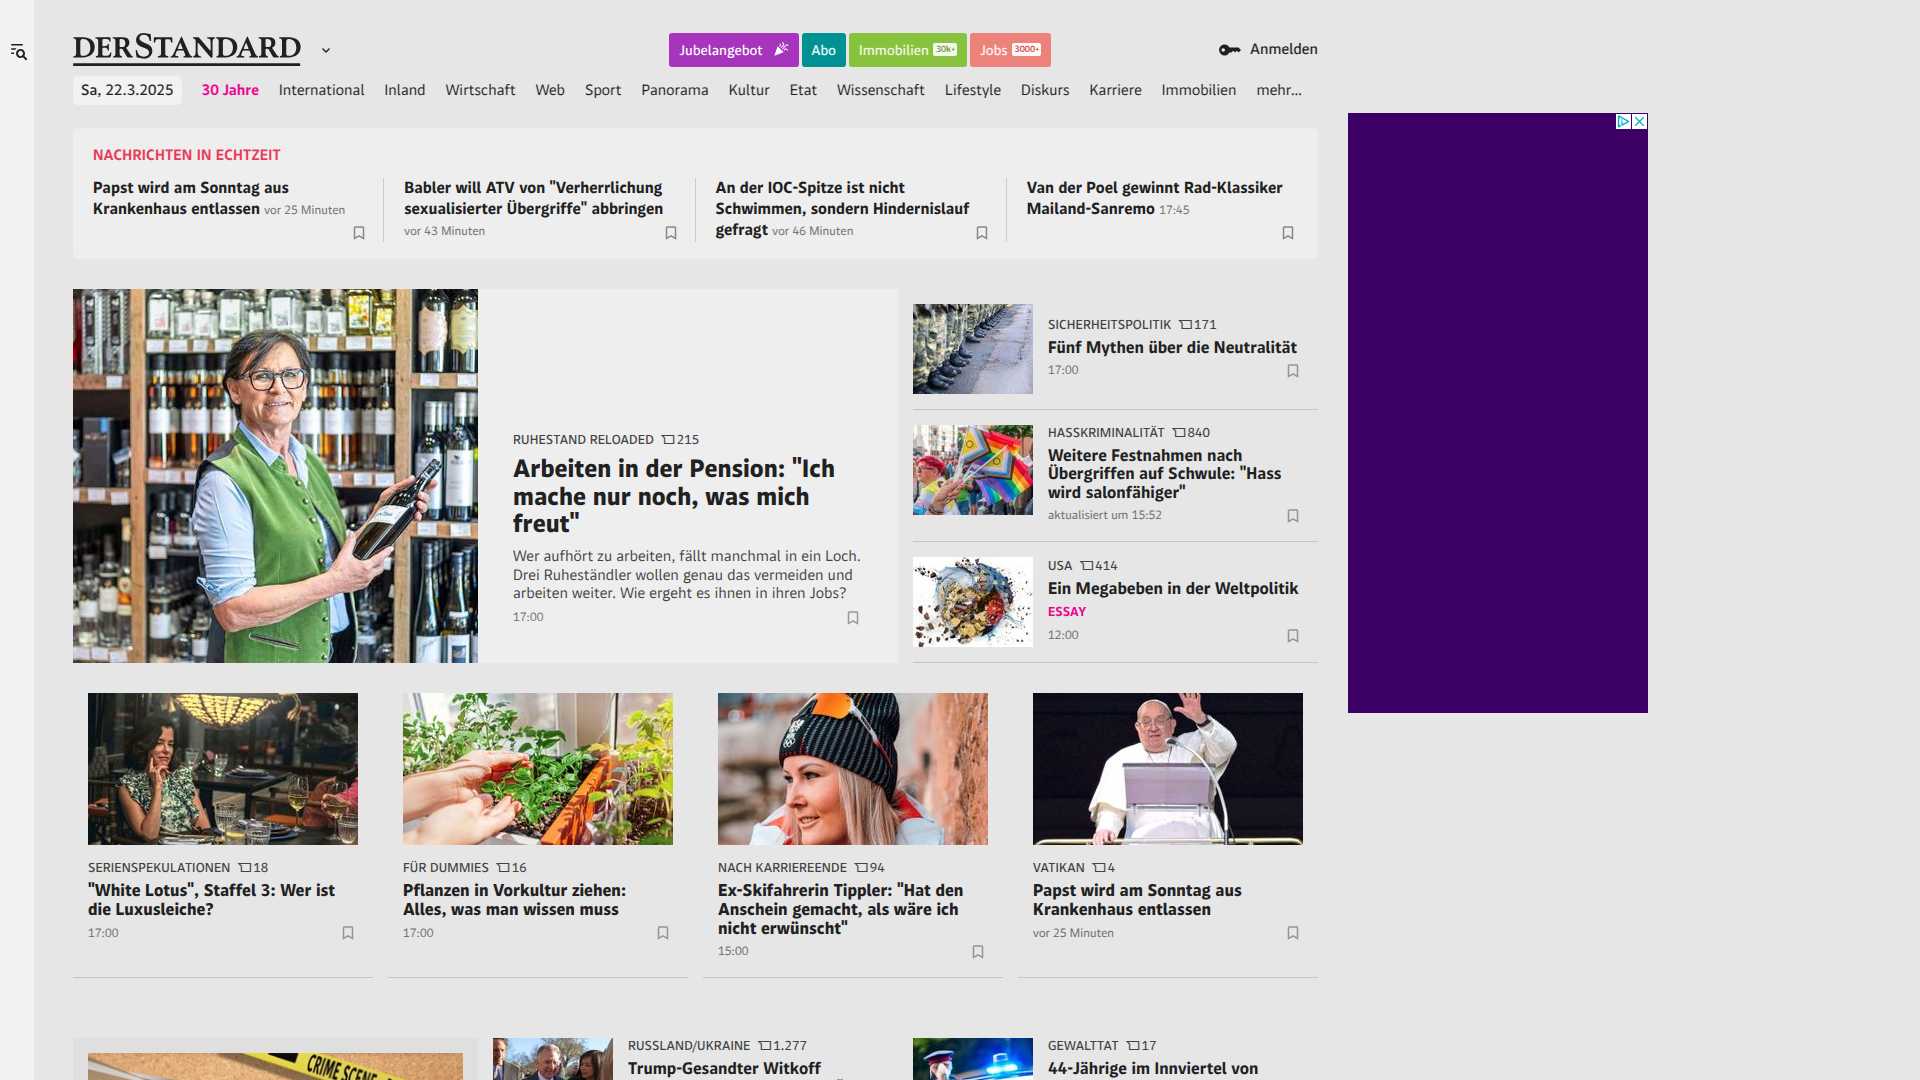 DERSTANDARD
Jubelangebot
Abo
Immobilien 30k+
Jobs 3000+
Anmelden
Sa, 22.3.2025
30 Jahre
International
Inland
Wirtschaft
Web
Sport
Panorama
Kultur
Etat
Wissenschaft
Lifestyle
Diskurs
Karriere
Immobilien
mehr...
NACHRICHTEN IN ECHTZEIT
Papst wird am Sonntag aus
Krankenhaus entlassen vor 25 Minuten
Babler will ATV von "Verherrlichung
sexualisierter Übergriffe" abbringen
vor 43 Minuten
An der IOC-Spitze ist nicht
Schwimmen, sondern Hindernislauf
gefragt vor 46 Minuten
Van der Poel gewinnt Rad-Klassiker
Mailand-Sanremo 17:45
RUHESTAND RELOADED 215
Arbeiten in der Pension: "Ich
mache nur noch, was mich
freut"
Wer aufhört zu arbeiten, fällt manchmal in ein Loch.
Drei Ruheständler wollen genau das vermeiden und
arbeiten weiter. Wie ergeht es ihnen in ihren Jobs?
17:00
SICHERHEITSPOLITIK 171
Fünf Mythen über die Neutralität
17:00
HASSKRIMINALITÄT 840
Weitere Festnahmen nach
Übergriffen auf Schwule: "Hass
wird salonfähiger"
aktualisiert um 15:52
USA 414
Ein Megabeben in der Weltpolitik
ESSAY
12:00
SERIENSPEKULATIONEN 18
"White Lotus", Staffel 3: Wer ist
die Luxusleiche?
17:00
FÜR DUMMIES 16
Pflanzen in Vorkultur ziehen:
Alles, was man wissen muss
17:00
NACH KARRIEREENDE 94
Ex-Skifahrerin Tippler: "Hat den
Anschein gemacht, als wäre ich
nicht erwünscht"
15:00
VATIKAN 4
Papst wird am Sonntag aus
Krankenhaus entlassen
vor 25 Minuten
CRIME SCENE
RUSSLAND/UKRAINE 1.277
Trump-Gesandter Witkoff
GEWALTTAT 17
44-Jährige im Innviertel von